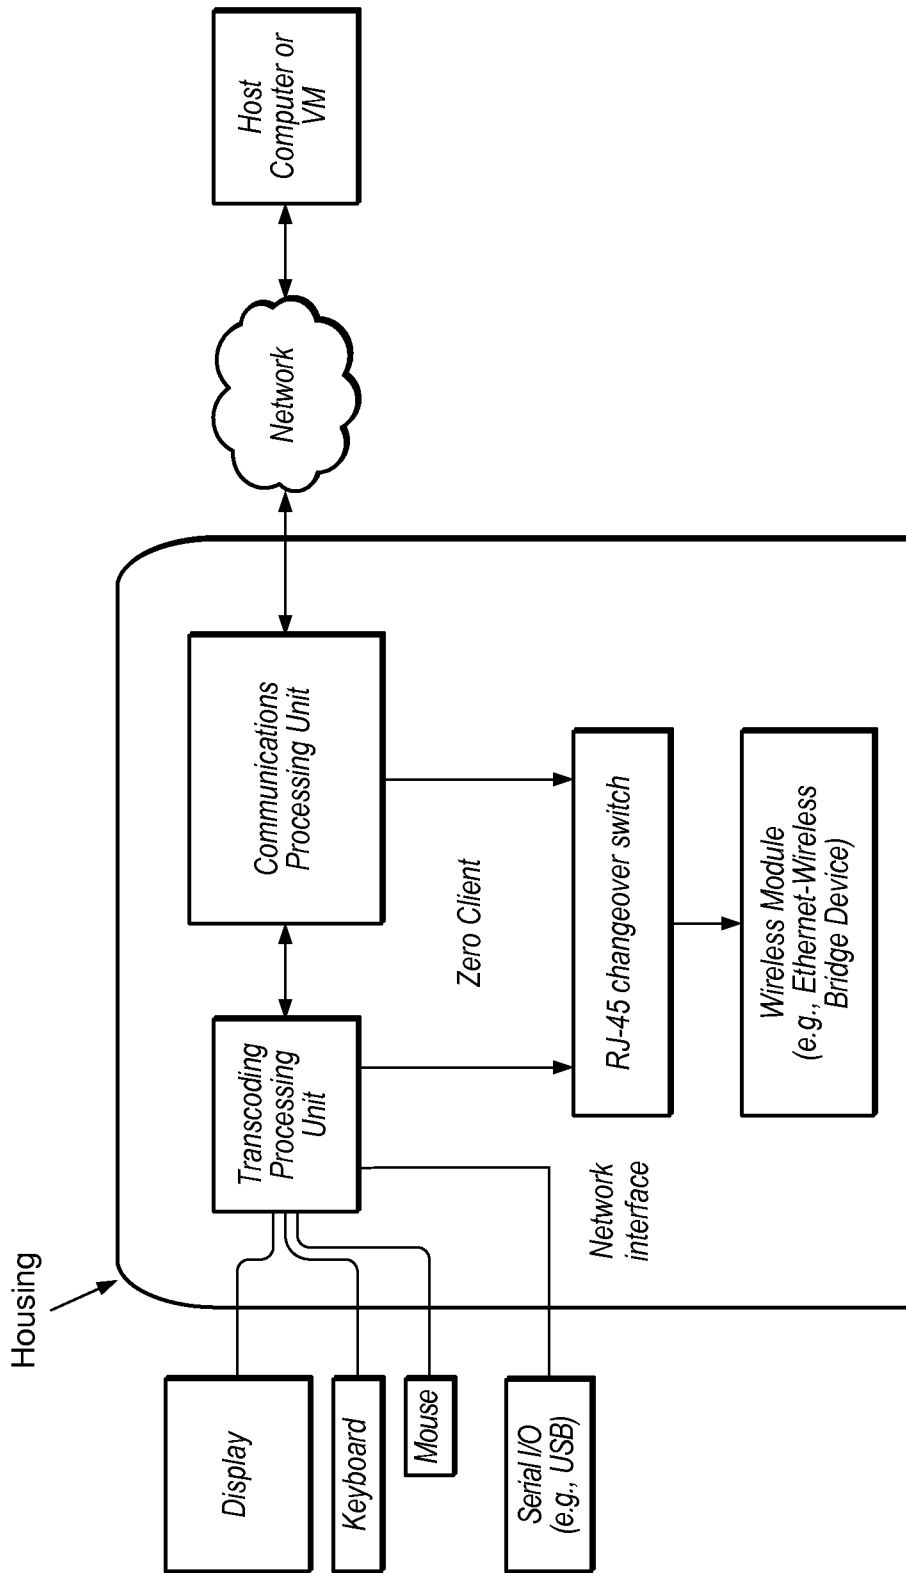 Housing
Display
Keyboard
Mouse
Serial I/O
(e.g., USB)
Transcoding
Processing
Unit
Communications
Processing Unit
Network
Host
Computer or
VM
Zero Client
Network
interface
RJ-45 changeover switch
Wireless Module
(e.g., Ethernet-Wireless
Bridge Device)